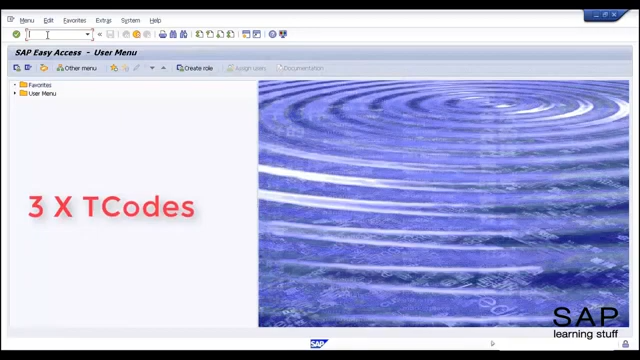 Menu Edit Favorites Extras System Help
SAP Easy Access - User Menu
Other menu Create role Assign users Documentation
Favorites
User Menu
3 X TCodes
SAP
learning stuff
SAP